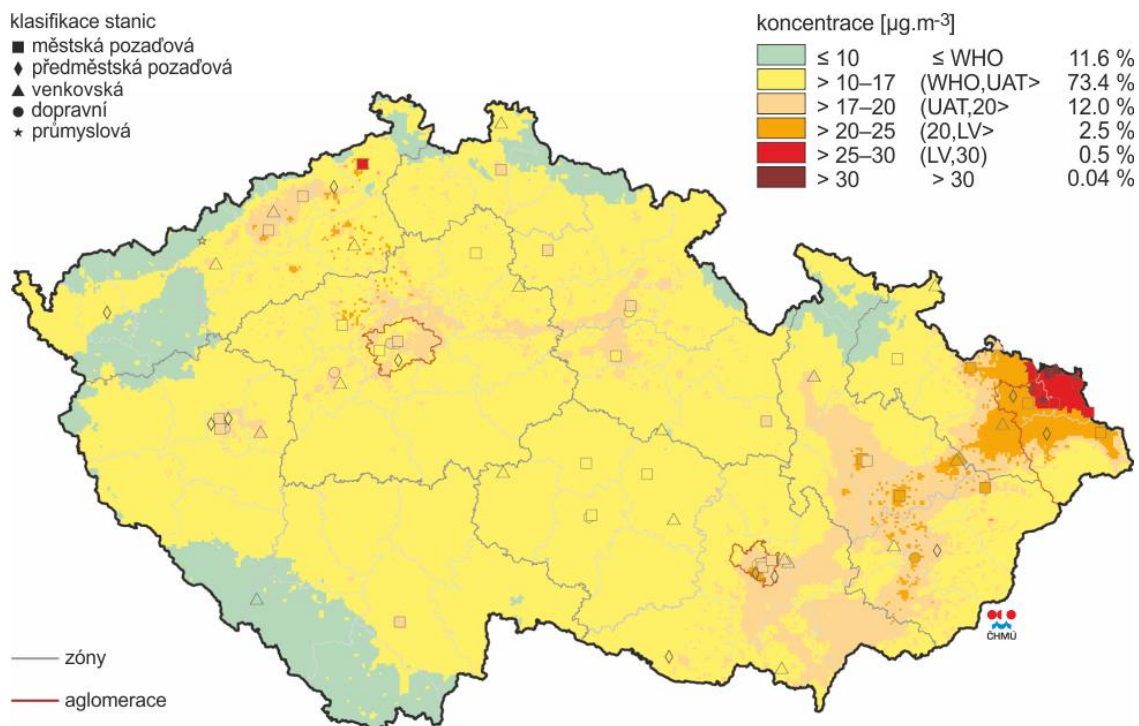 klasifikace stanic
městská pozaďová
předměstská pozaďová
venkovská
dopravní
průmyslová
koncentrace [µg.m-3]
≤ 10 ≤ WHO 11.6 %
> 10–17 (WHO,UAT> 73.4 %
> 17–20 (UAT,20> 12.0 %
> 20–25 (20,LV> 2.5 %
> 25–30 (LV,30) 0.5 %
> 30 > 30 0.04 %
ČHMÚ
zóny
aglomerace